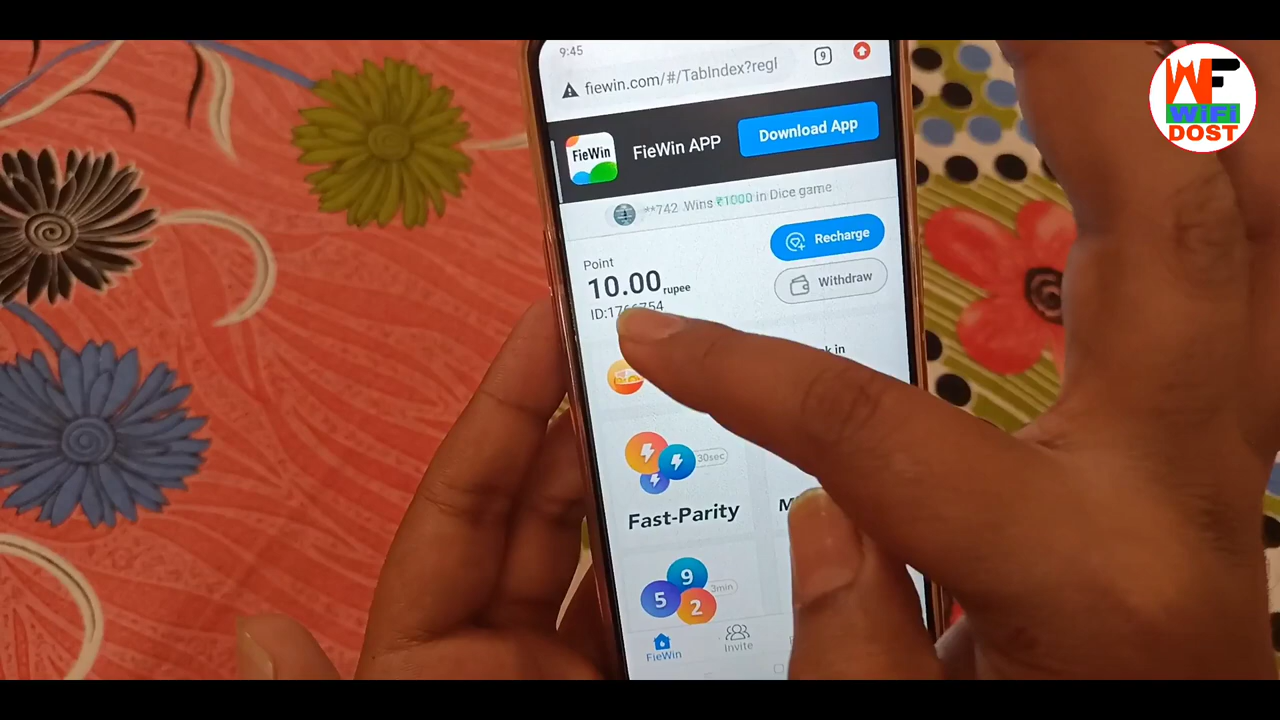 9:45
fiewin.com/#/TabIndex?regl
9
FieWin
FieWin APP
Download App
**742 Wins ₹1000 in Dice game
Point
10.00 rupee
Recharge
Withdraw
30sec
Fast-Parity
9
5
2
3min
FieWin
Invite
WF
WiFi
DOST